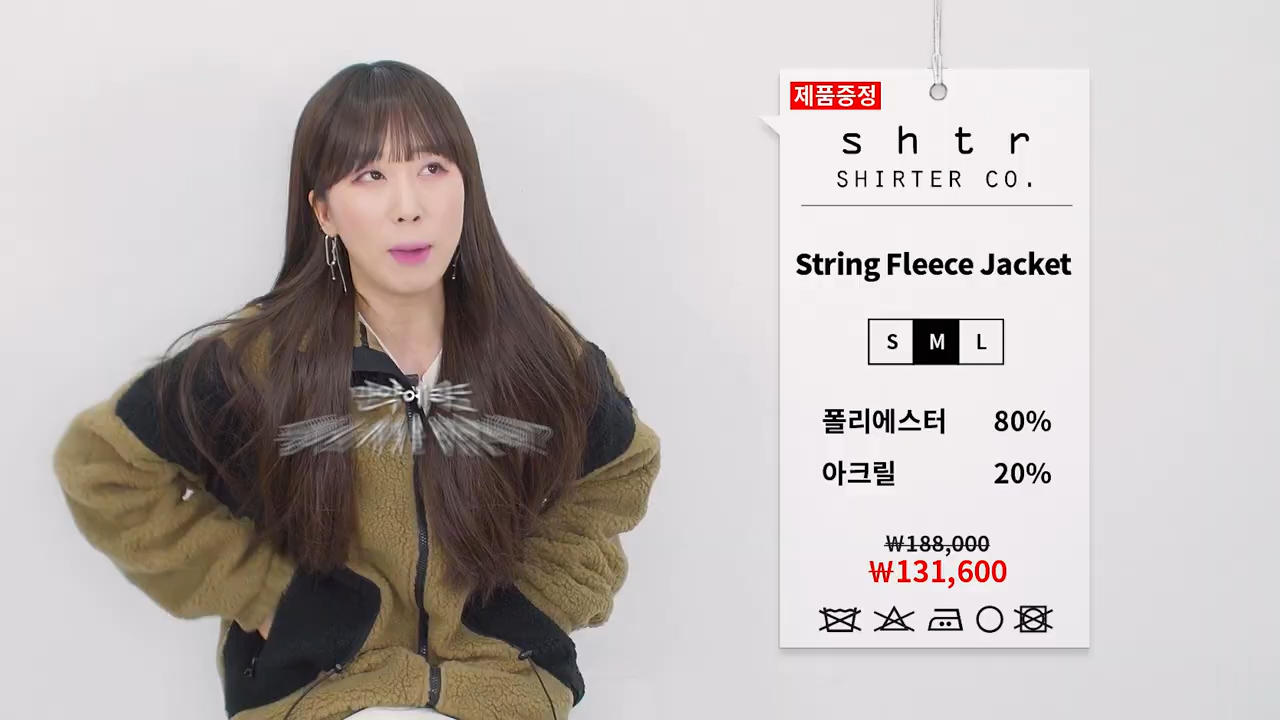 제품증정
shtr
SHIRTER CO.
String Fleece Jacket
S M L
폴리에스터 80%
아크릴 20%
₩188,000
₩131,600